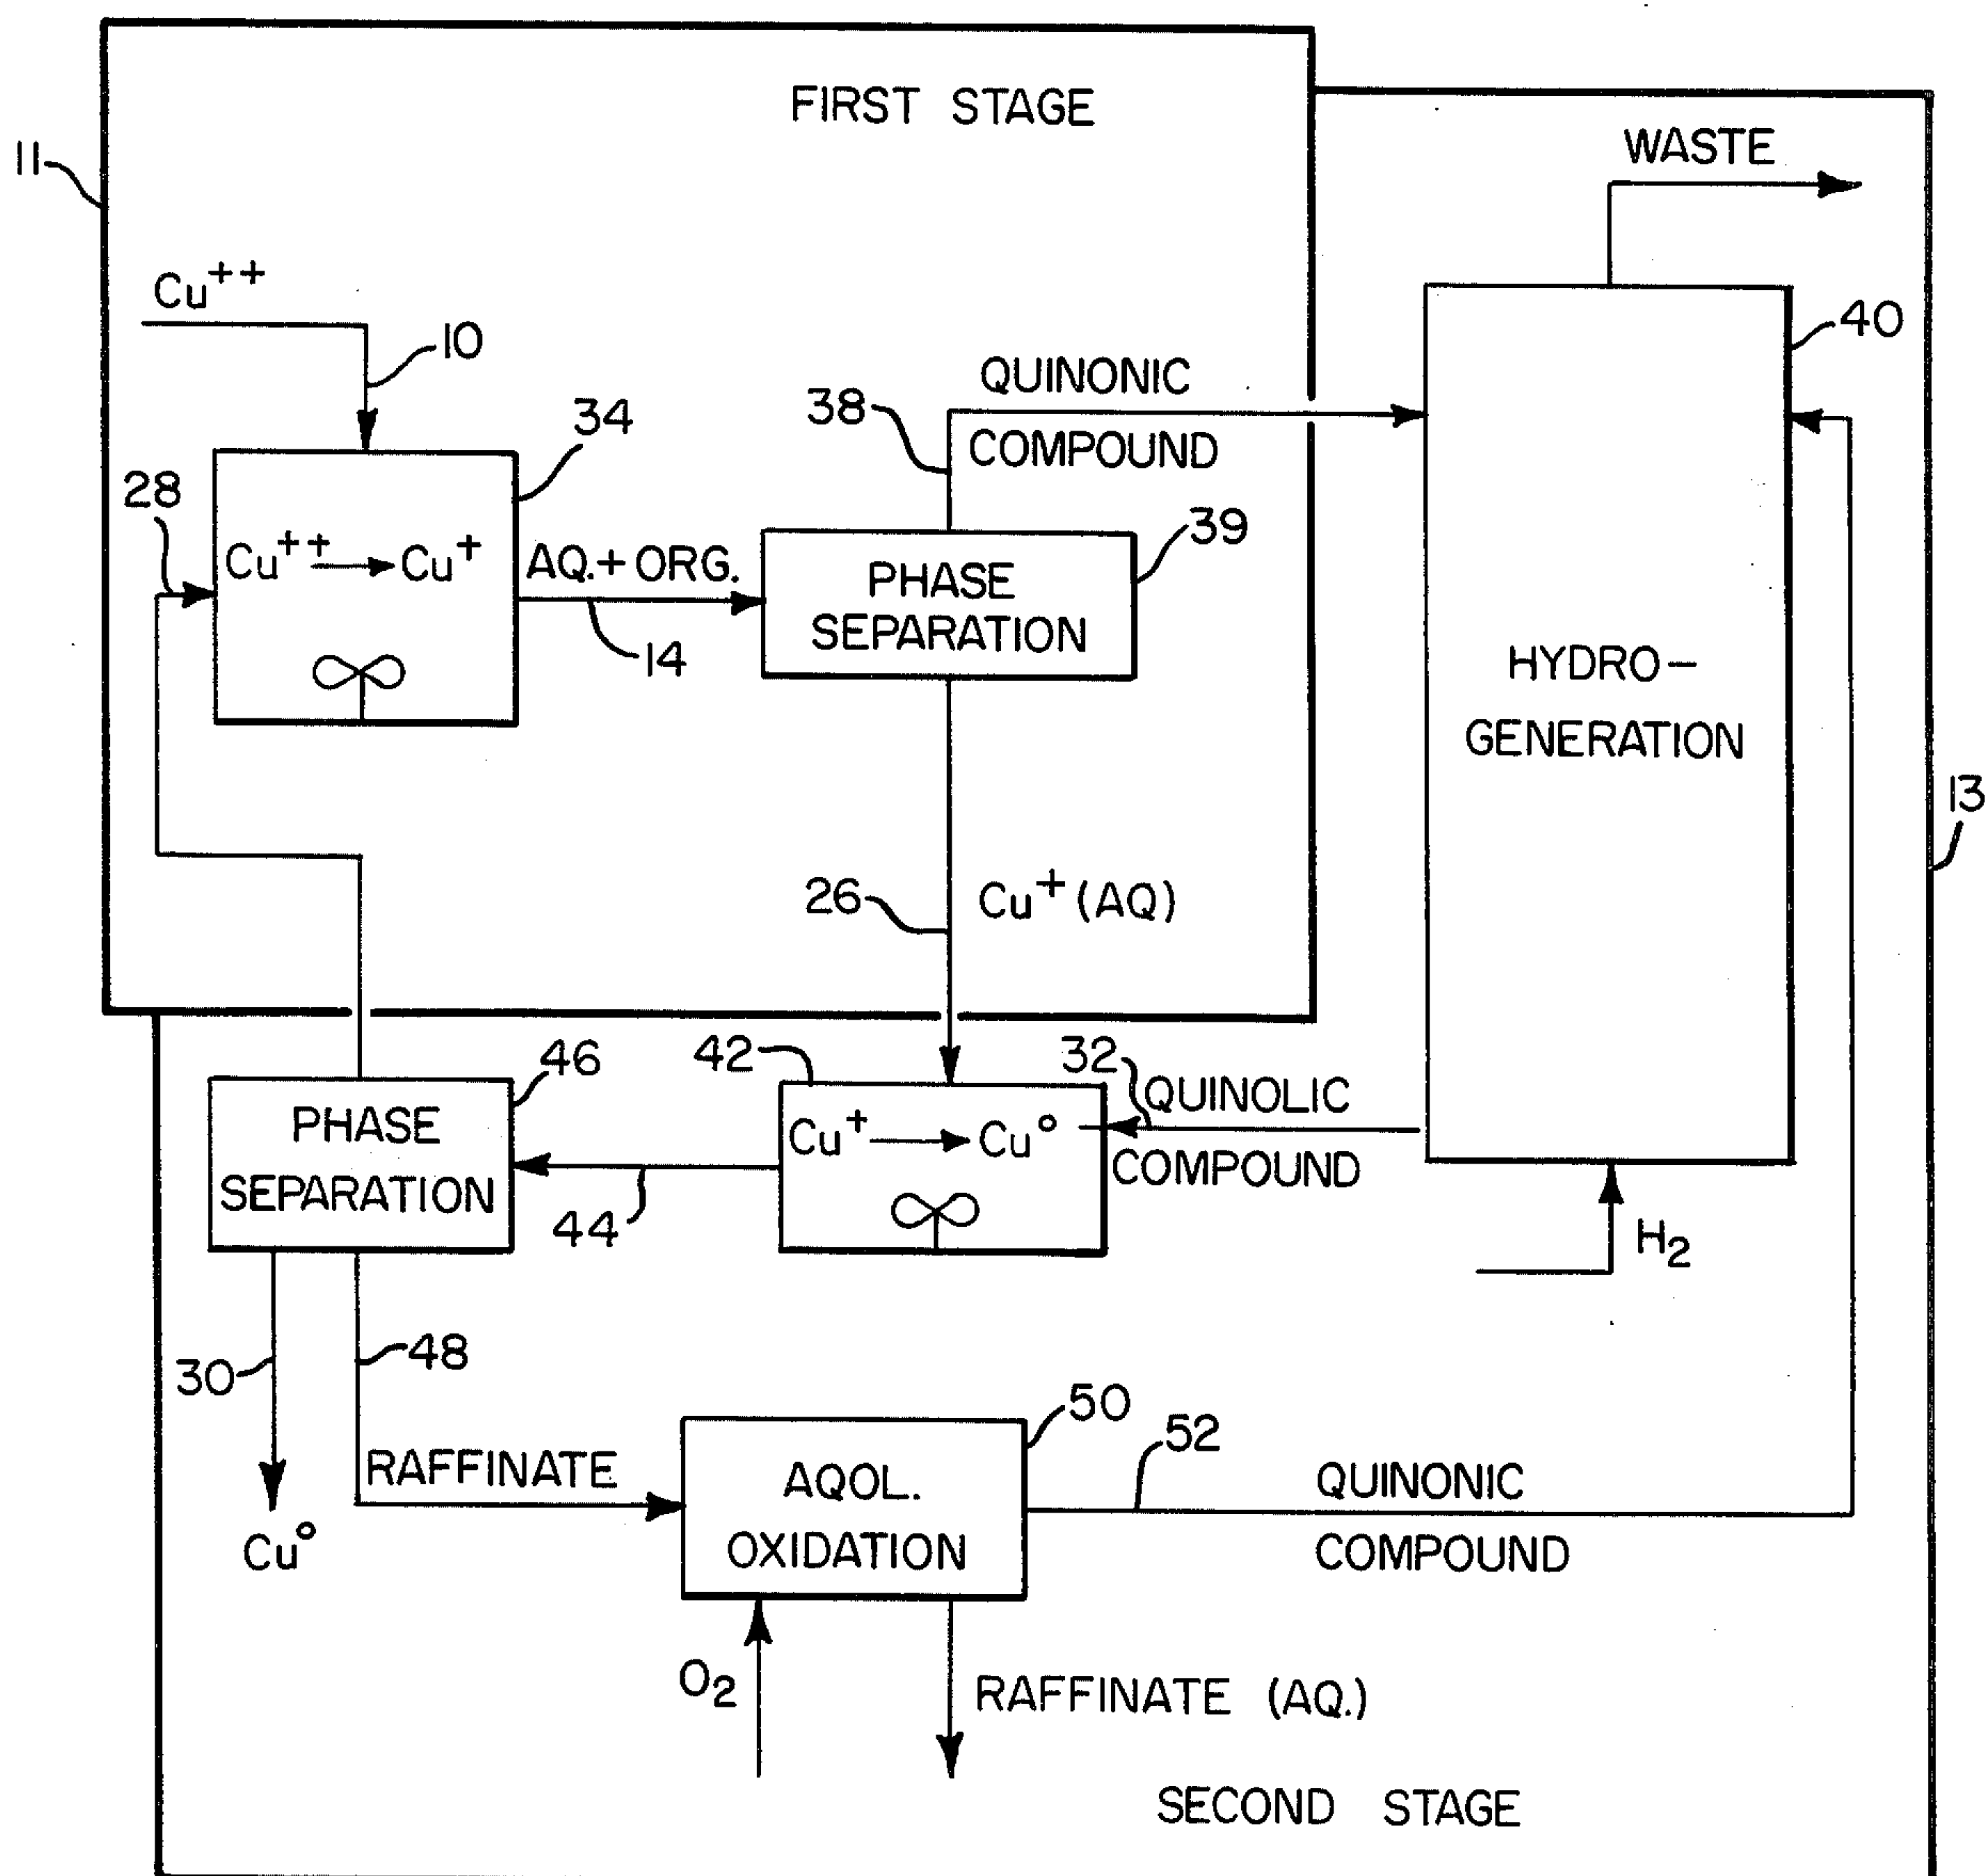 FIRST STAGE
11
WASTE
Cu++
10
40
34
38
QUINONIC
COMPOUND
28
Cu++ → Cu+
AQ.+ ORG.
14
39
PHASE
SEPARATION
HYDRO-
GENERATION
13
26
Cu+ (AQ)
46
42
32
PHASE
SEPARATION
Cu+ → Cu°
QUINOLIC
COMPOUND
44
H2
30
48
RAFFINATE
50
52
AQOL.
OXIDATION
QUINONIC
COMPOUND
Cu°
O2
RAFFINATE (AQ.)
SECOND STAGE